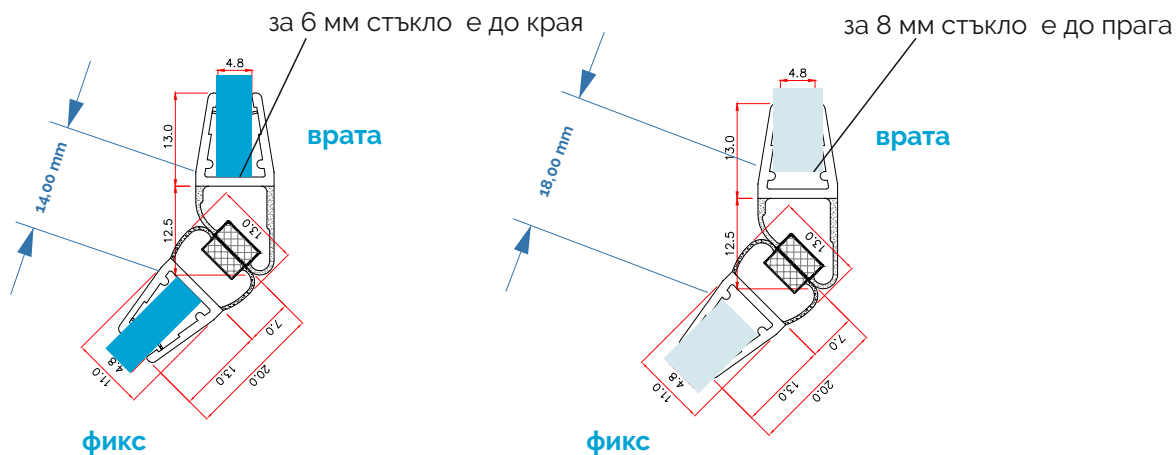 за 6 мм стъкло е до края
4.8
13.0
врата
14,00 mm
12.5
13.0
7.0
20.0
13.0
4.8
11.0
фикс
за 8 мм стъкло е до прага
4.8
13.0
врата
18,00 mm
12.5
13.0
7.0
20.0
13.0
4.8
11.0
фикс